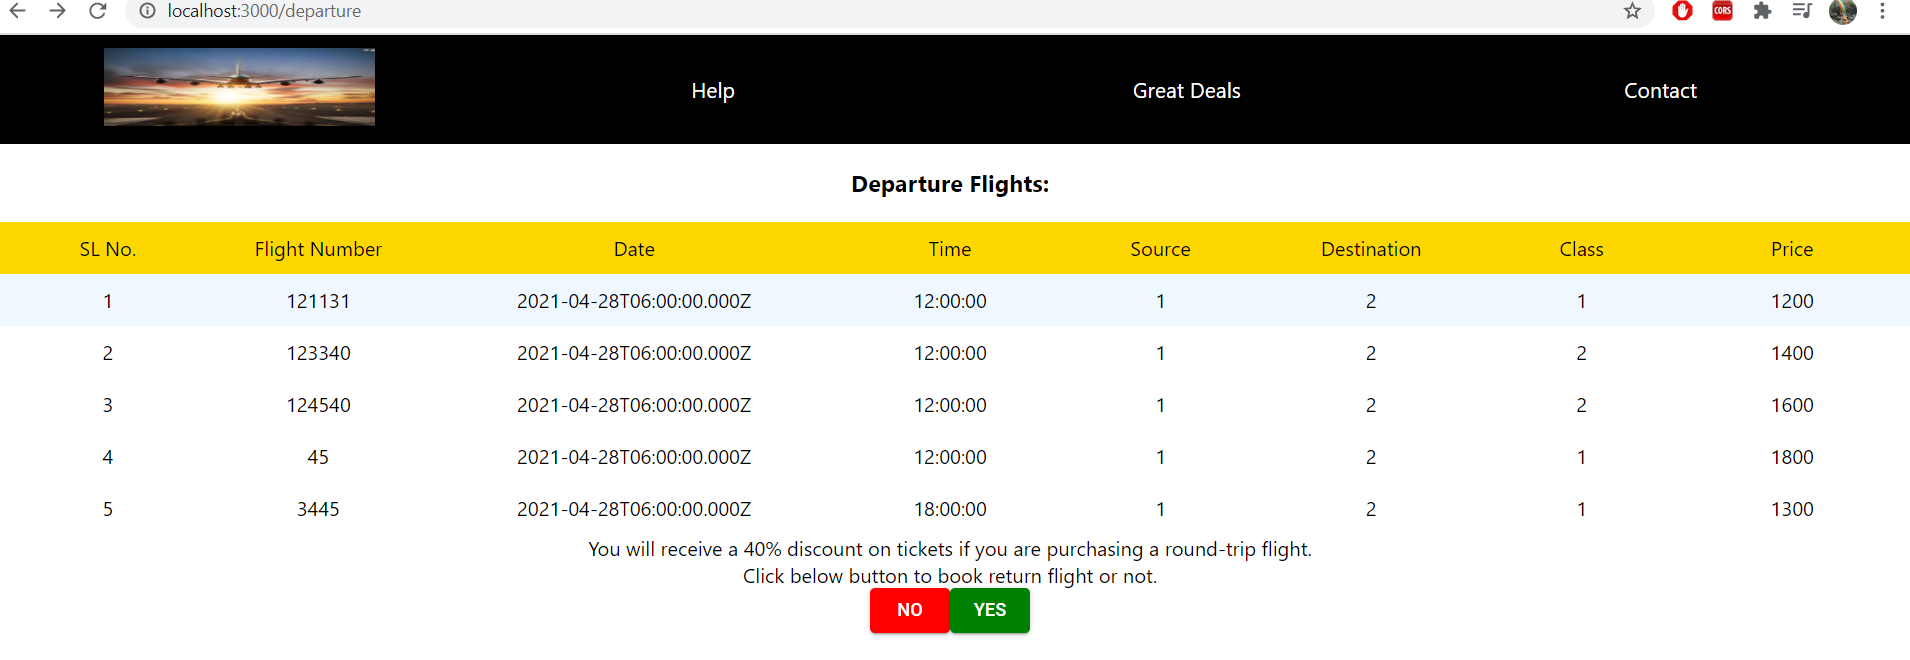 localhost:3000/departure
CORS
Help Great Deals Contact
Departure Flights:
SL No. Flight Number Date Time Source Destination Class Price
1 121131 2021-04-28T06:00:00.000Z 12:00:00 1 2 1 1200
2 123340 2021-04-28T06:00:00.000Z 12:00:00 1 2 2 1400
3 124540 2021-04-28T06:00:00.000Z 12:00:00 1 2 2 1600
4 45 2021-04-28T06:00:00.000Z 12:00:00 1 2 1 1800
5 3445 2021-04-28T06:00:00.000Z 18:00:00 1 2 1 1300
You will receive a 40% discount on tickets if you are purchasing a round-trip flight.
Click below button to book return flight or not.
NO YES